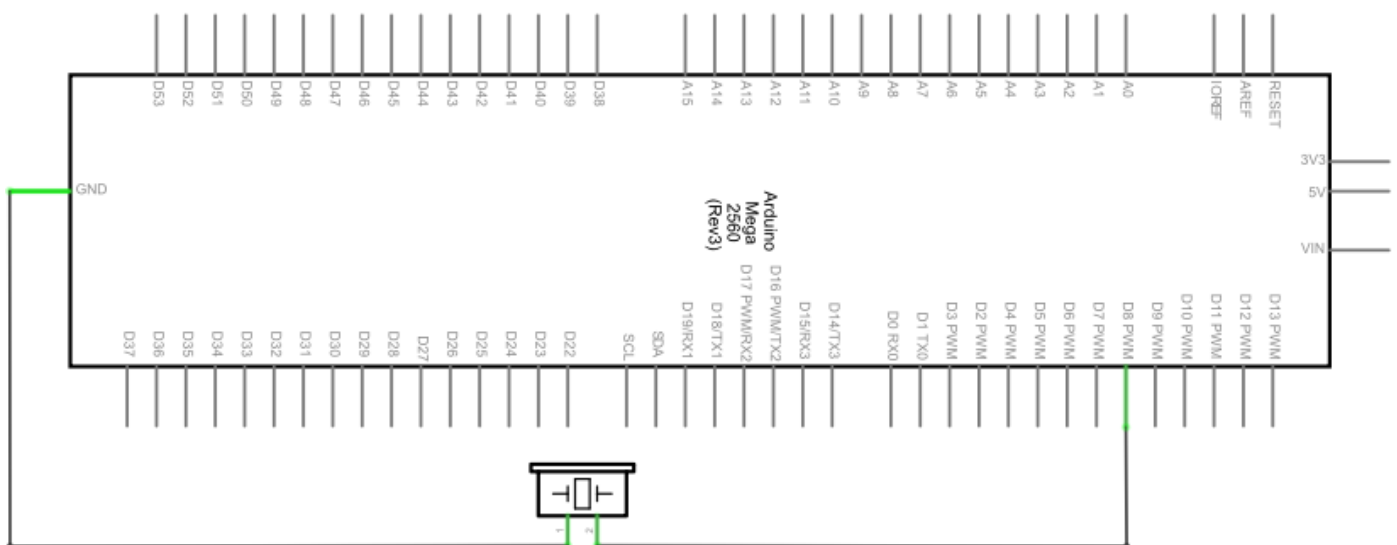 D53
D52
D51
D50
D49
D48
D47
D46
D45
D44
D43
D42
D41
D40
D39
D38
A15
A14
A13
A12
A11
A10
A9
A8
A7
A6
A5
A4
A3
A2
A1
A0
IOREF
AREF
RESET
GND
3V3
5V
VIN
Arduino
Mega
2560
(Rev3)
D37
D36
D35
D34
D33
D32
D31
D30
D29
D28
D27
D26
D25
D24
D23
D22
SCL
SDA
D19/RX1
D18/TX1
D17 PWM/RX2
D16 PWM/TX2
D15/RX3
D14/TX3
D0 RX0
D1 TX0
D3 PWM
D2 PWM
D4 PWM
D5 PWM
D6 PWM
D7 PWM
D8 PWM
D9 PWM
D10 PWM
D11 PWM
D12 PWM
D13 PWM
1
2